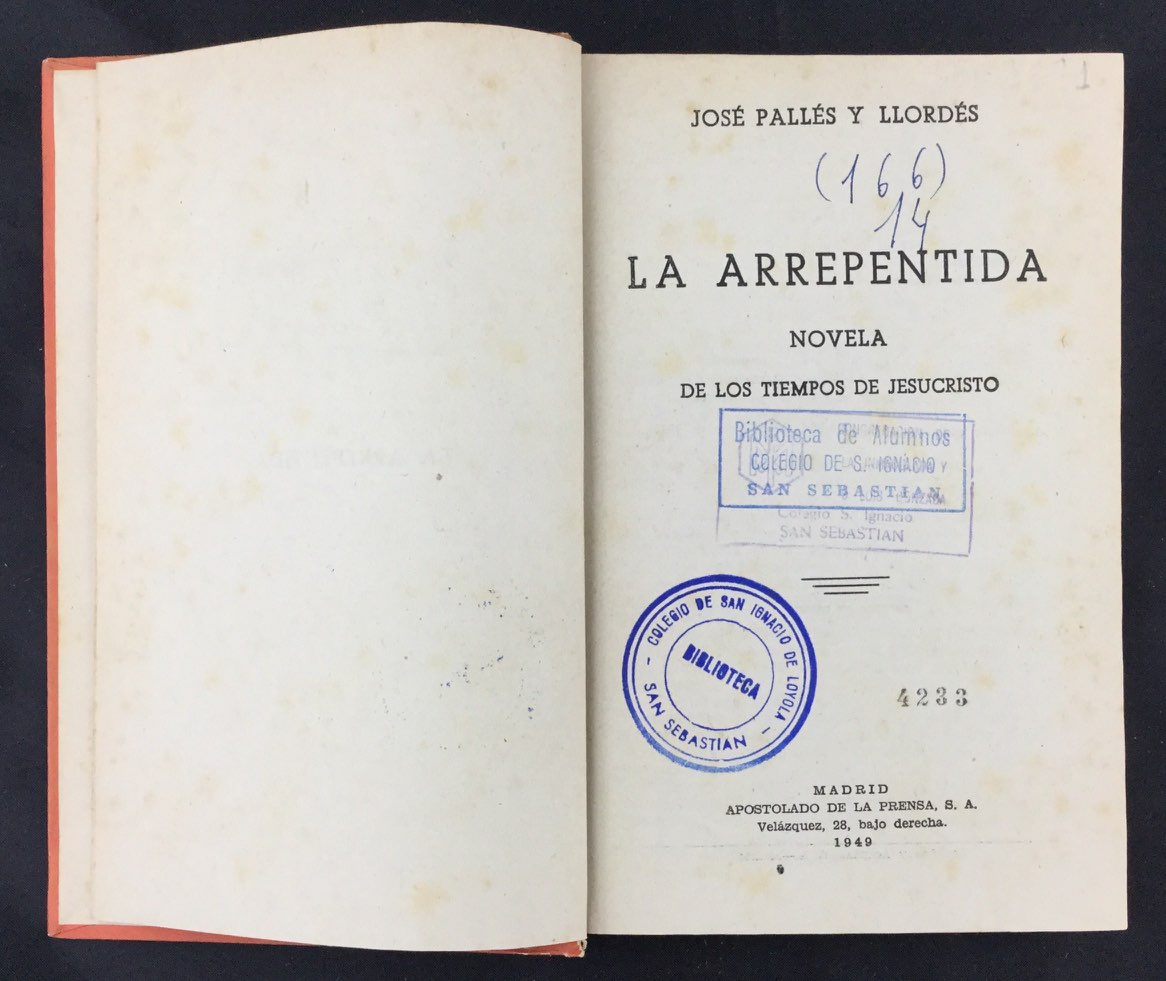 1
JOSÉ PALLÉS Y LLORDÉS
(166)
14
LA ARREPENTIDA
NOVELA
DE LOS TIEMPOS DE JESUCRISTO
Biblioteca de Alumnos
COLEGIO DE S. IGNACIO
SAN SEBASTIAN
Colegio S. Ignacio
SAN SEBASTIAN
COLEGIO DE SAN IGNACIO DE LOYOLA
BIBLIOTECA
SAN SEBASTIAN
4233
MADRID
APOSTOLADO DE LA PRENSA, S. A.
Velázquez, 28, bajo derecha.
1949